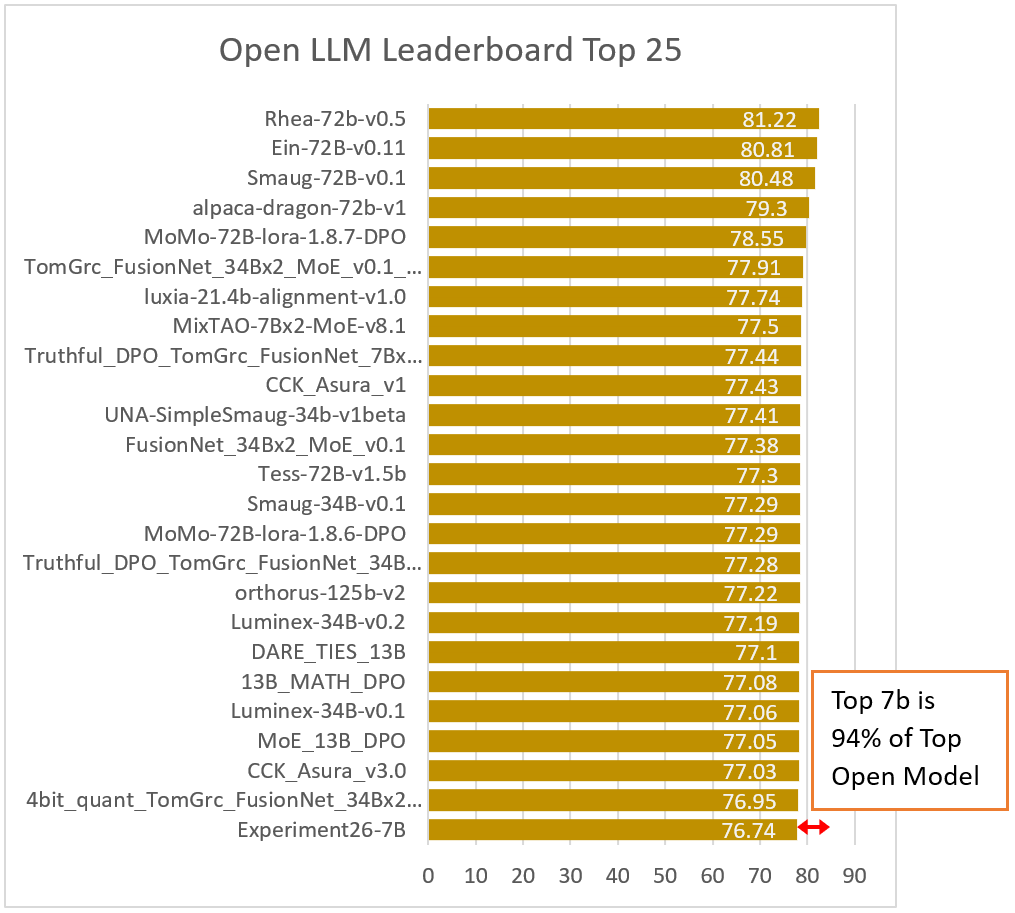 Open LLM Leaderboard Top 25
Rhea-72b-v0.5 81.22
Ein-72B-v0.11 80.81
Smaug-72B-v0.1 80.48
alpaca-dragon-72b-v1 79.3
MoMo-72B-lora-1.8.7-DPO 78.55
TomGrc_FusionNet_34Bx2_MoE_v0.1_... 77.91
luxia-21.4b-alignment-v1.0 77.74
MixTAO-7Bx2-MoE-v8.1 77.5
Truthful_DPO_TomGrc_FusionNet_7Bx... 77.44
CCK_Asura_v1 77.43
UNA-SimpleSmaug-34b-v1beta 77.41
FusionNet_34Bx2_MoE_v0.1 77.38
Tess-72B-v1.5b 77.3
Smaug-34B-v0.1 77.29
MoMo-72B-lora-1.8.6-DPO 77.29
Truthful_DPO_TomGrc_FusionNet_34B... 77.28
orthorus-125b-v2 77.22
Luminex-34B-v0.2 77.19
DARE_TIES_13B 77.1
13B_MATH_DPO 77.08
Luminex-34B-v0.1 77.06
MoE_13B_DPO 77.05
CCK_Asura_v3.0 77.03
4bit_quant_TomGrc_FusionNet_34Bx2... 76.95
Experiment26-7B 76.74
0 10 20 30 40 50 60 70 80 90
Top 7b is
94% of Top
Open Model